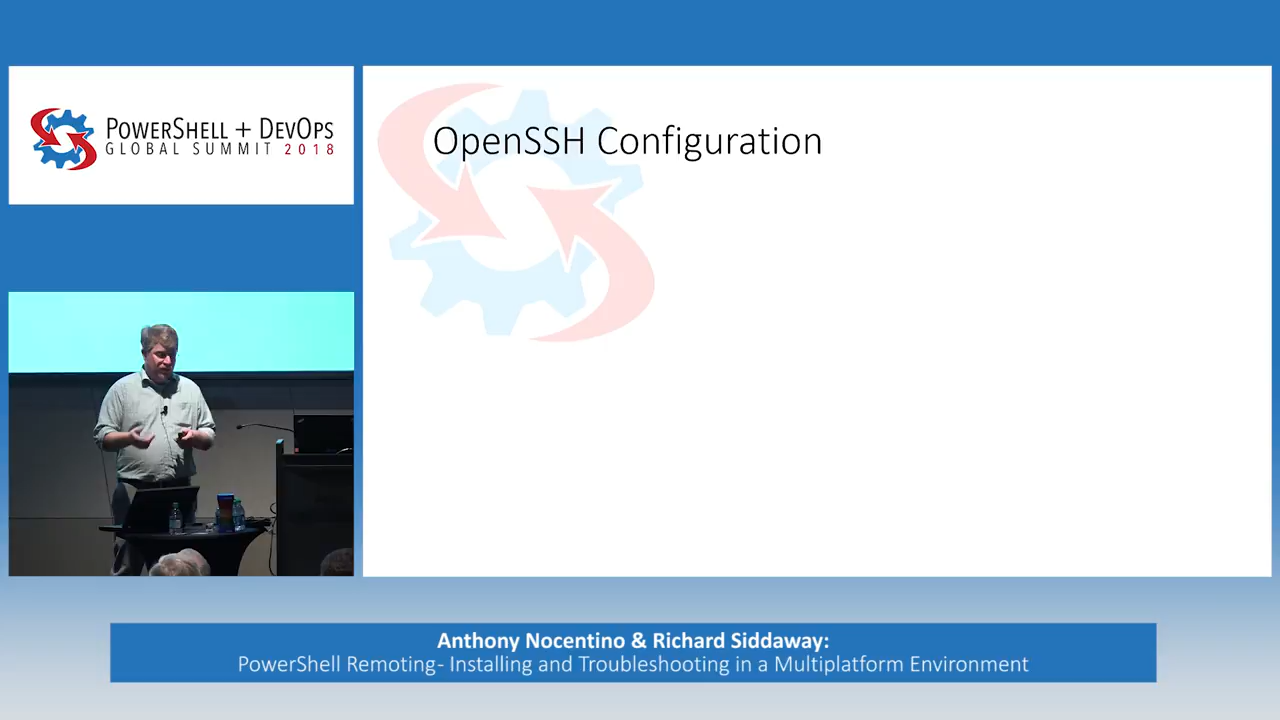 POWERSHELL + DEVOPS
GLOBAL SUMMIT 2018
OpenSSH Configuration
Anthony Nocentino & Richard Siddaway:
PowerShell Remoting- Installing and Troubleshooting in a Multiplatform Environment